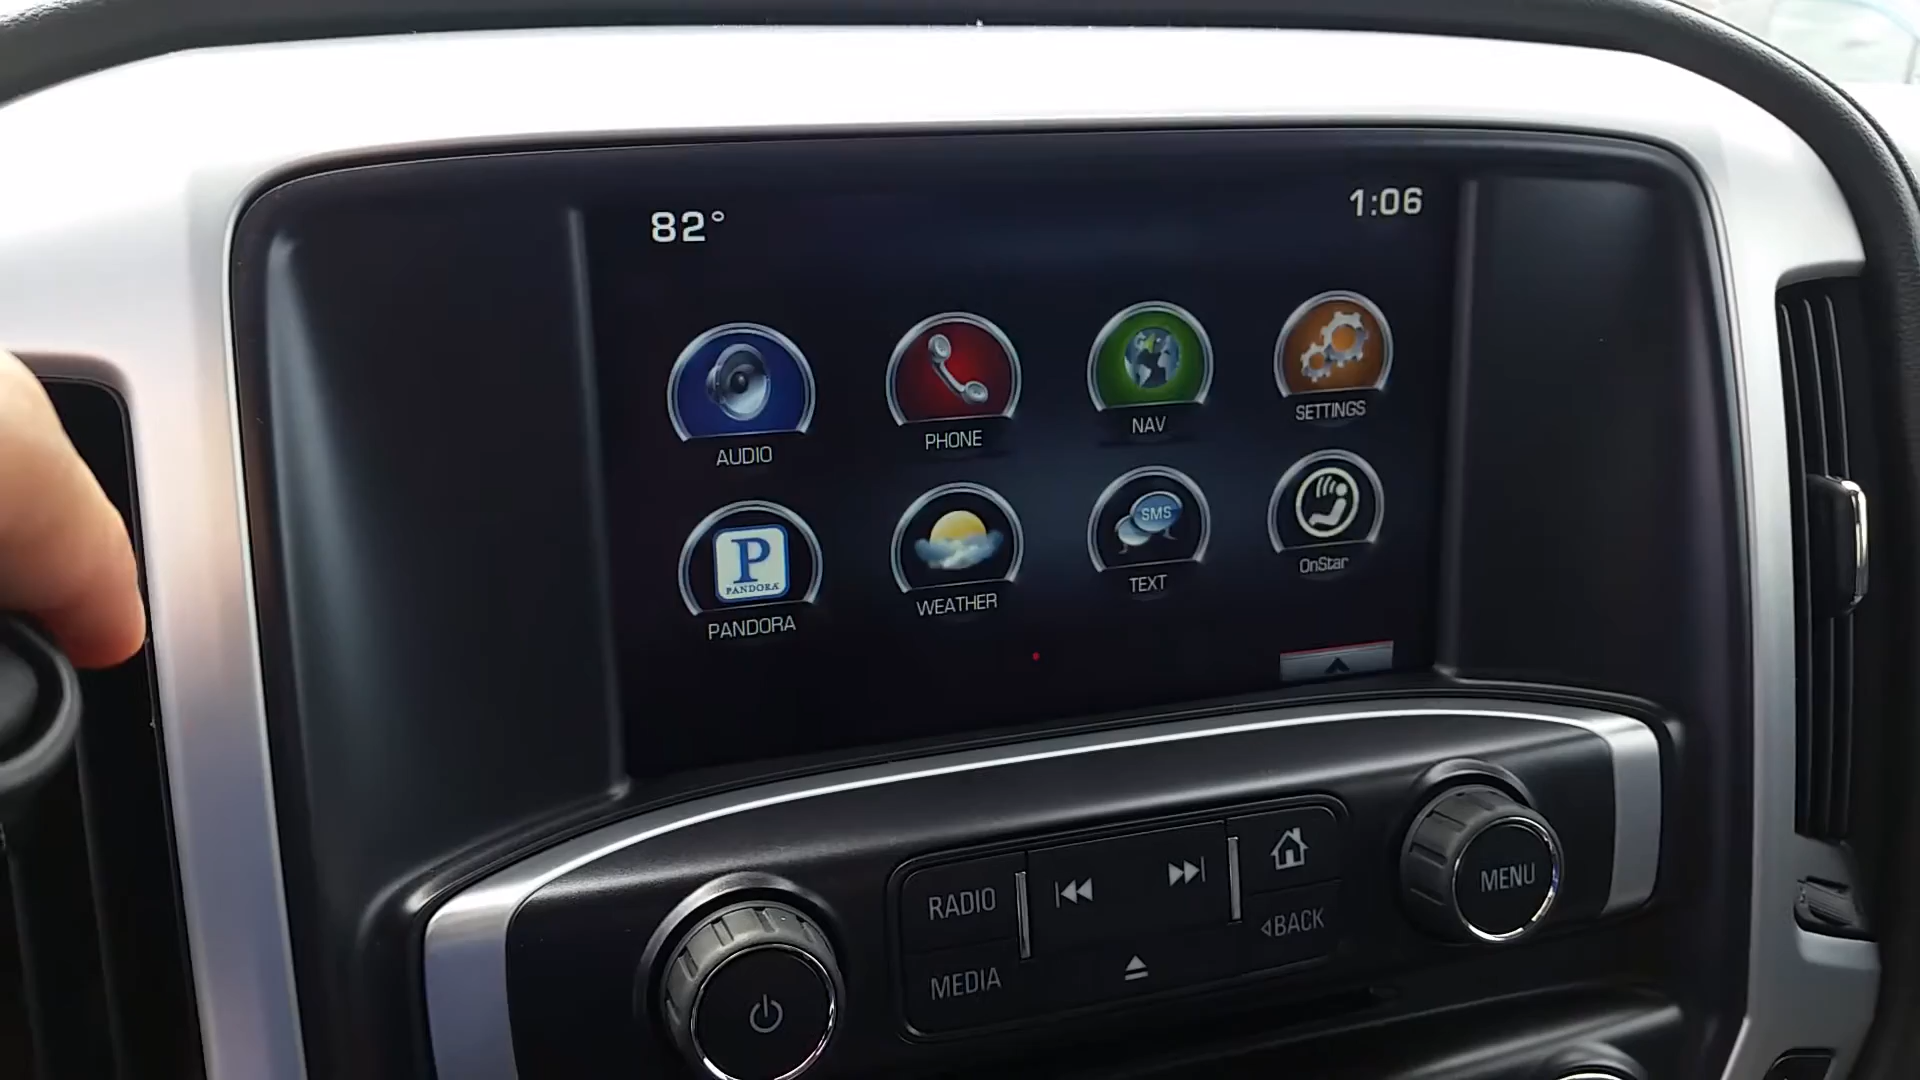 82°
1:06
AUDIO
PHONE
NAV
SETTINGS
P
PANDORA
SMS
PANDORA
WEATHER
TEXT
OnStar
RADIO
MEDIA
BACK
MENU